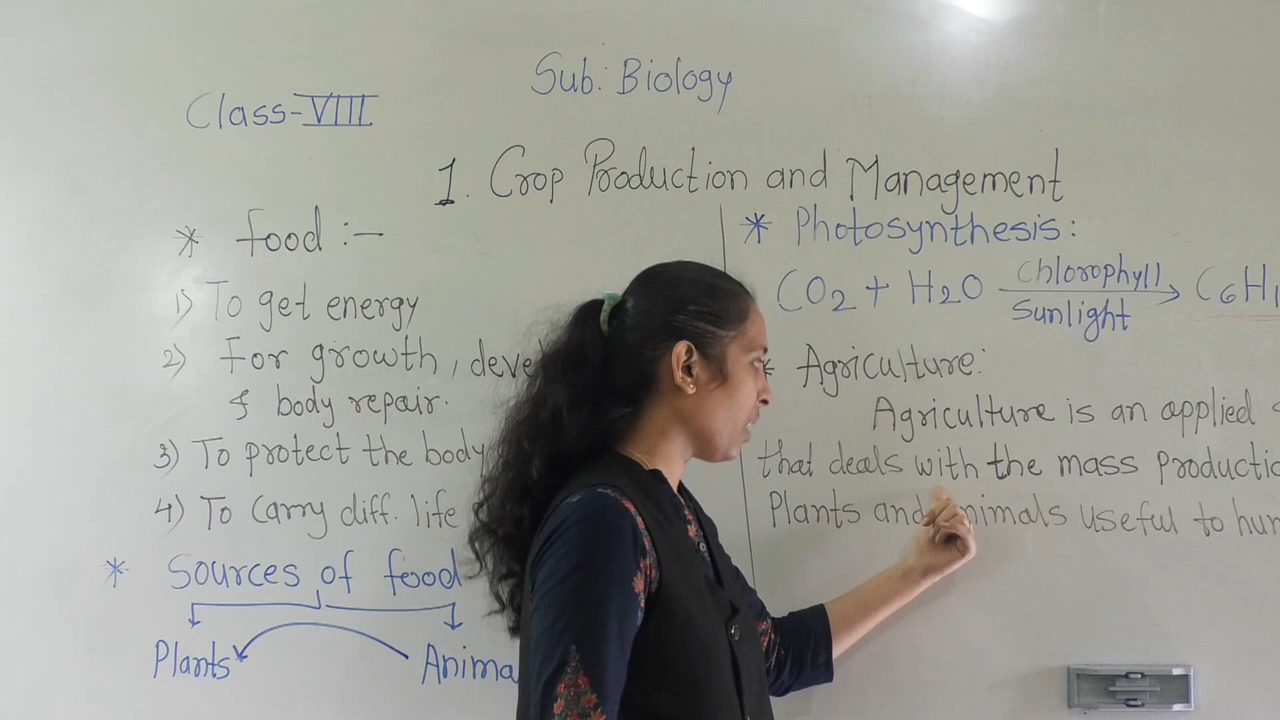 Sub: Biology
Class-VIII
1. Crop Production and Management
* food :-
1) To get energy
2) For growth, deve
& body repair.
3) To protect the body
4) To Carry diff. life
* Sources of food
Plants Anima
* Photosynthesis:
CO2 + H2O Chlorophyll Sunlight → C6H1
* Agriculture:
Agriculture is an applied
that deals with the mass Productio
Plants and animals useful to hum